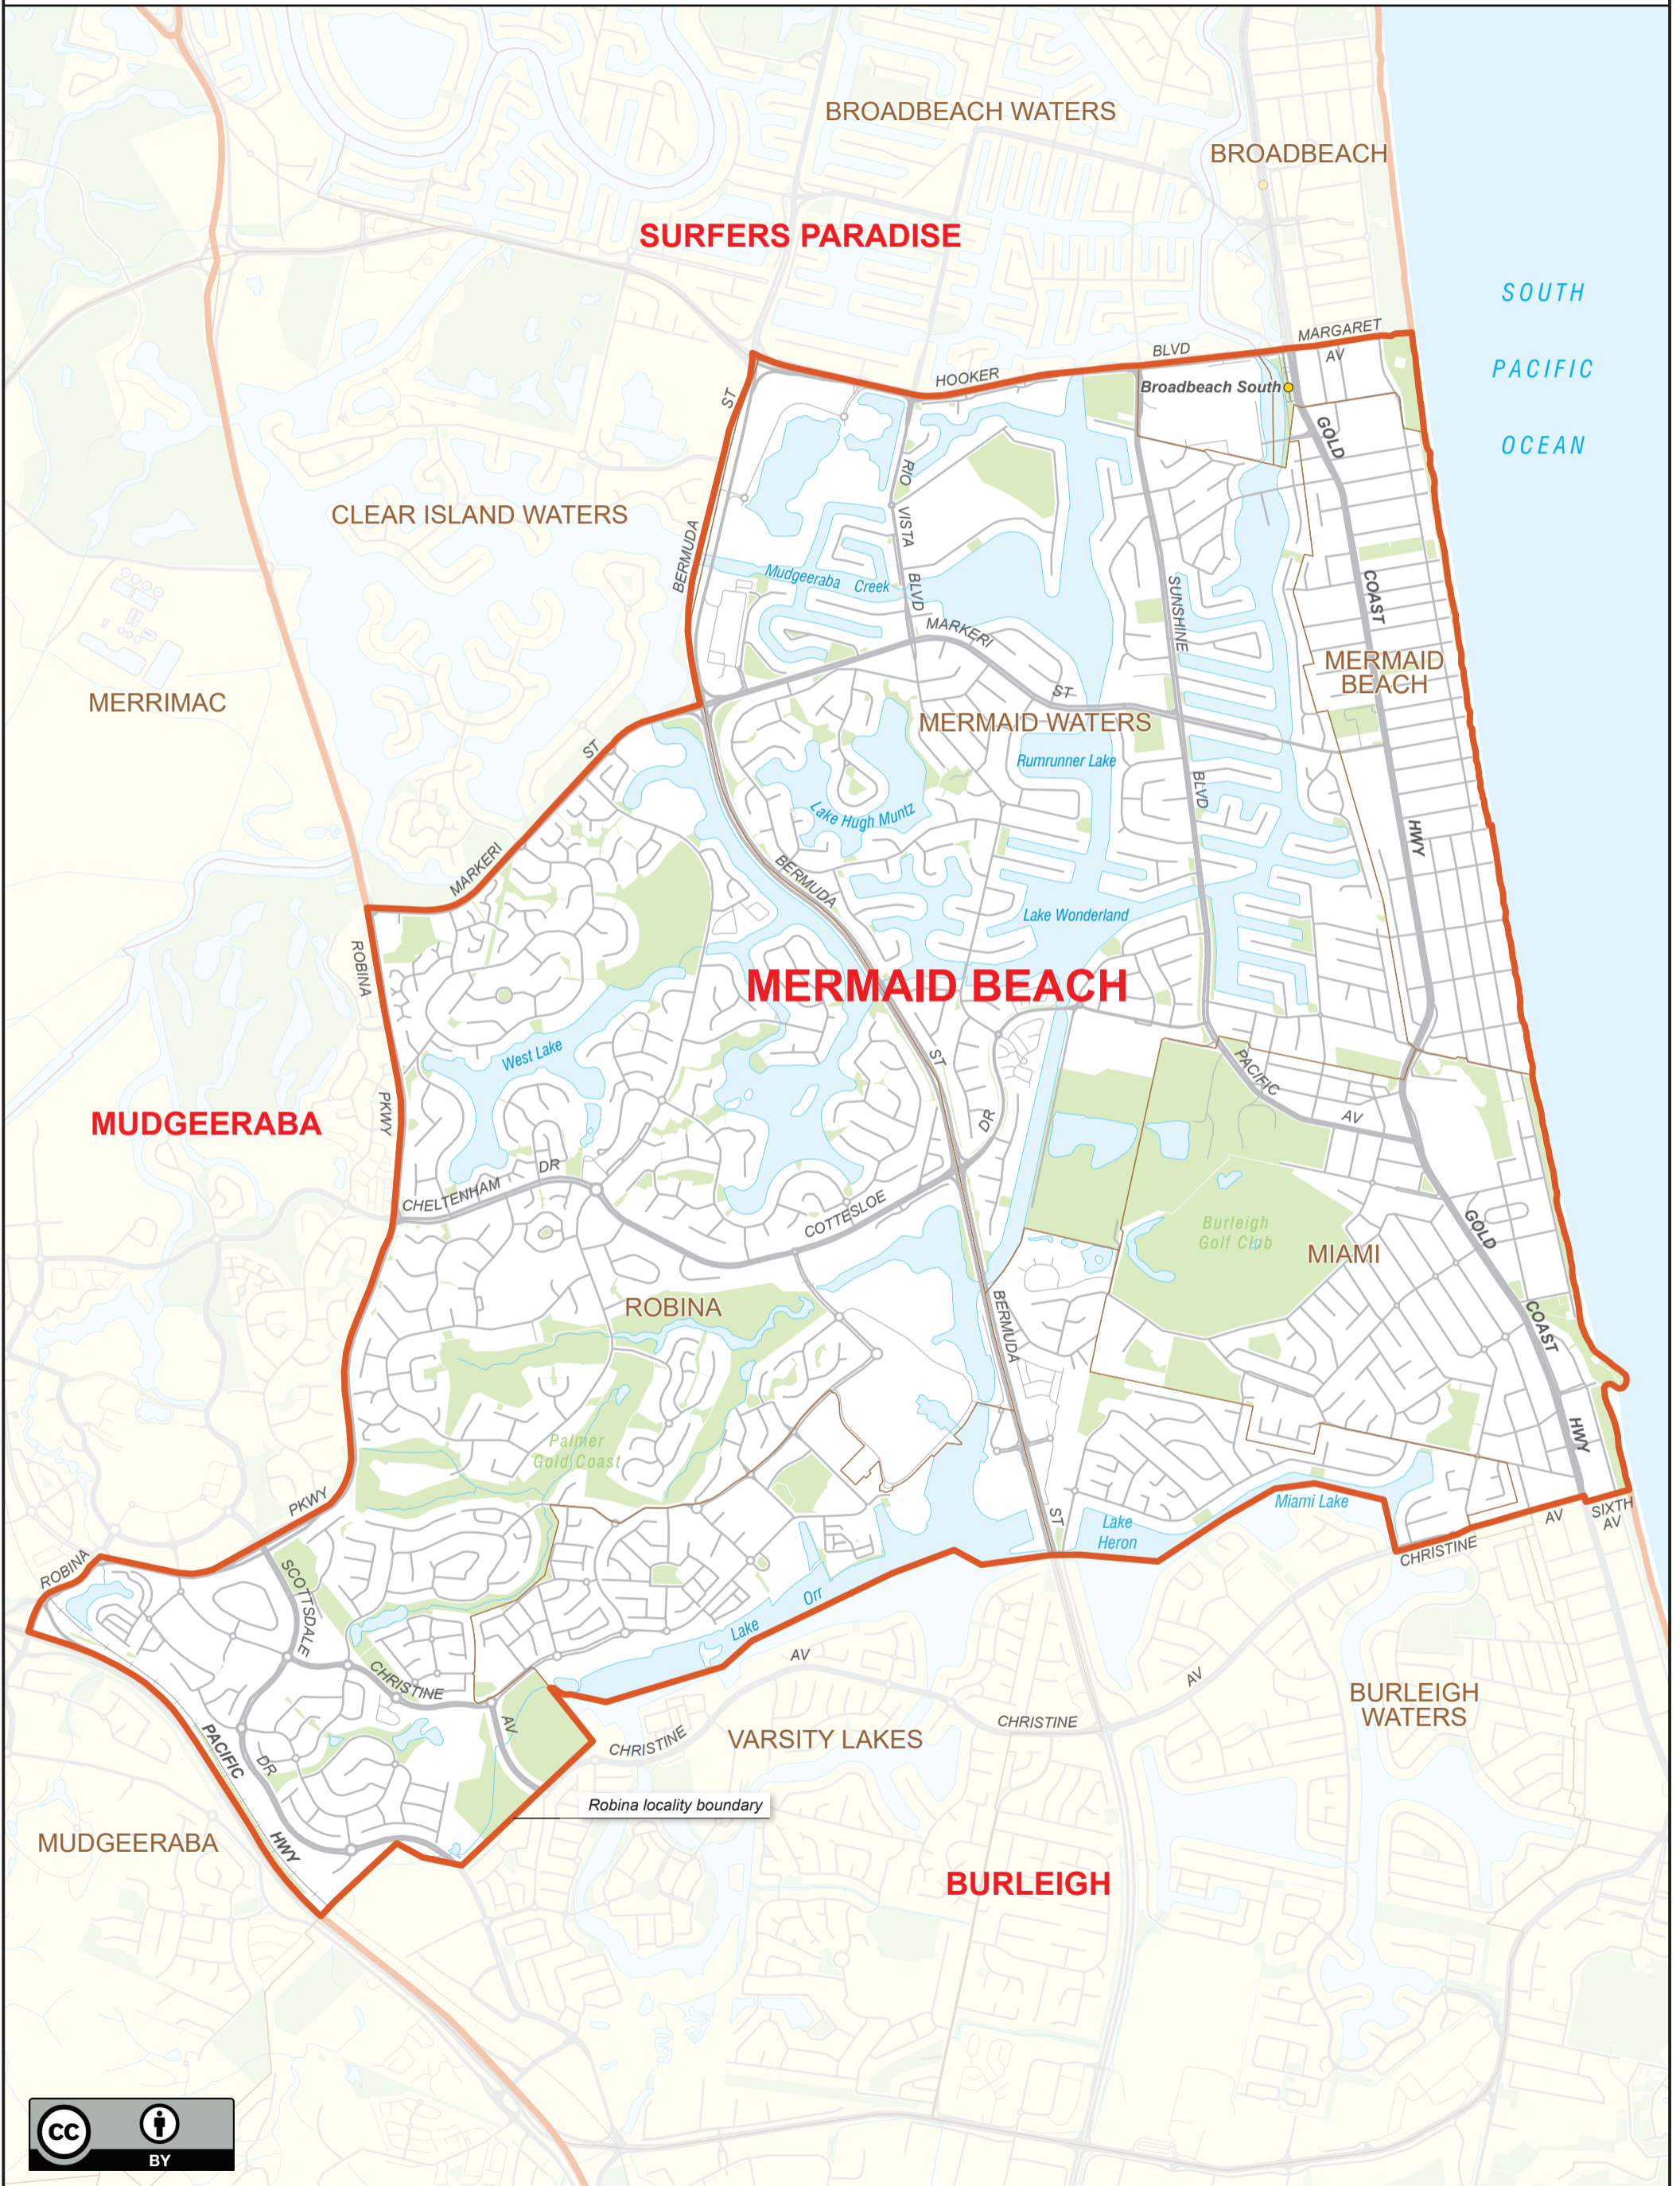 BROADBEACH WATERS
BROADBEACH
SURFERS PARADISE
SOUTH
PACIFIC
OCEAN
MARGARET
AV
BLVD
HOOKER
Broadbeach South
ST
GOLD
RIO
VISTA
BLVD
CLEAR ISLAND WATERS
BERMUDA
Mudgeeraba Creek
SUNSHINE
COAST
MARKERI
ST
MERMAID
BEACH
MERRIMAC
MERMAID WATERS
ST
Rumrunner Lake
BLVD
Lake Hugh Muntz
HWY
MARKERI
BERMUDA
Lake Wonderland
ROBINA
MERMAID BEACH
West Lake
ST
PACIFIC
AV
PKWY
MUDGEERABA
DR
DR
CHELTENHAM
COTTESLOE
Burleigh
Golf Club
GOLD
MIAMI
ROBINA
BERMUDA
COAST
HWY
Palmer
Gold Coast
PKWY
Miami Lake
ST
Lake
Heron
AV
SIXTH
AV
CHRISTINE
ROBINA
SCOTTSDALE
Orr
Lake
AV
CHRISTINE
AV
AV
BURLEIGH
WATERS
CHRISTINE
CHRISTINE
VARSITY LAKES
PACIFIC
DR
Robina locality boundary
HWY
MUDGEERABA
BURLEIGH
CC
BY